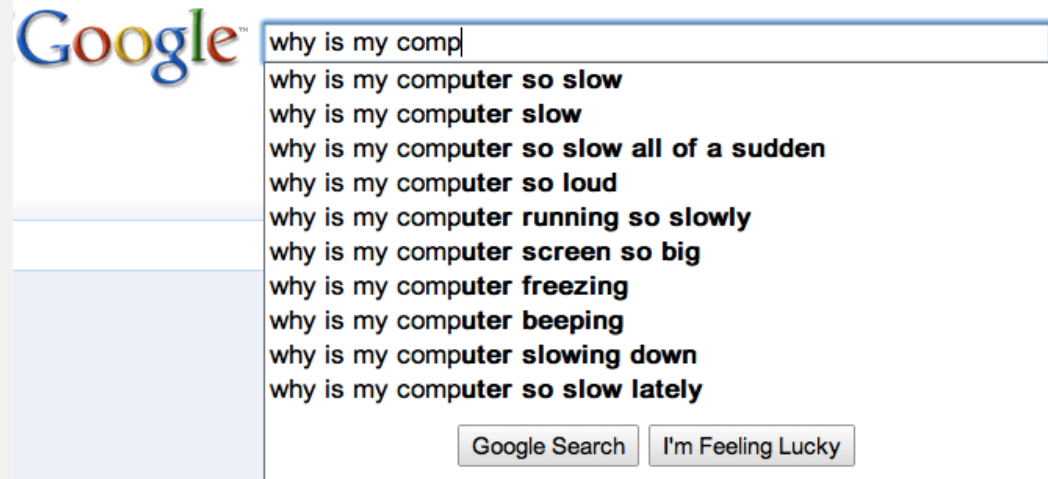 Google™
why is my comp
why is my computer so slow
why is my computer slow
why is my computer so slow all of a sudden
why is my computer so loud
why is my computer running so slowly
why is my computer screen so big
why is my computer freezing
why is my computer beeping
why is my computer slowing down
why is my computer so slow lately
Google Search I'm Feeling Lucky